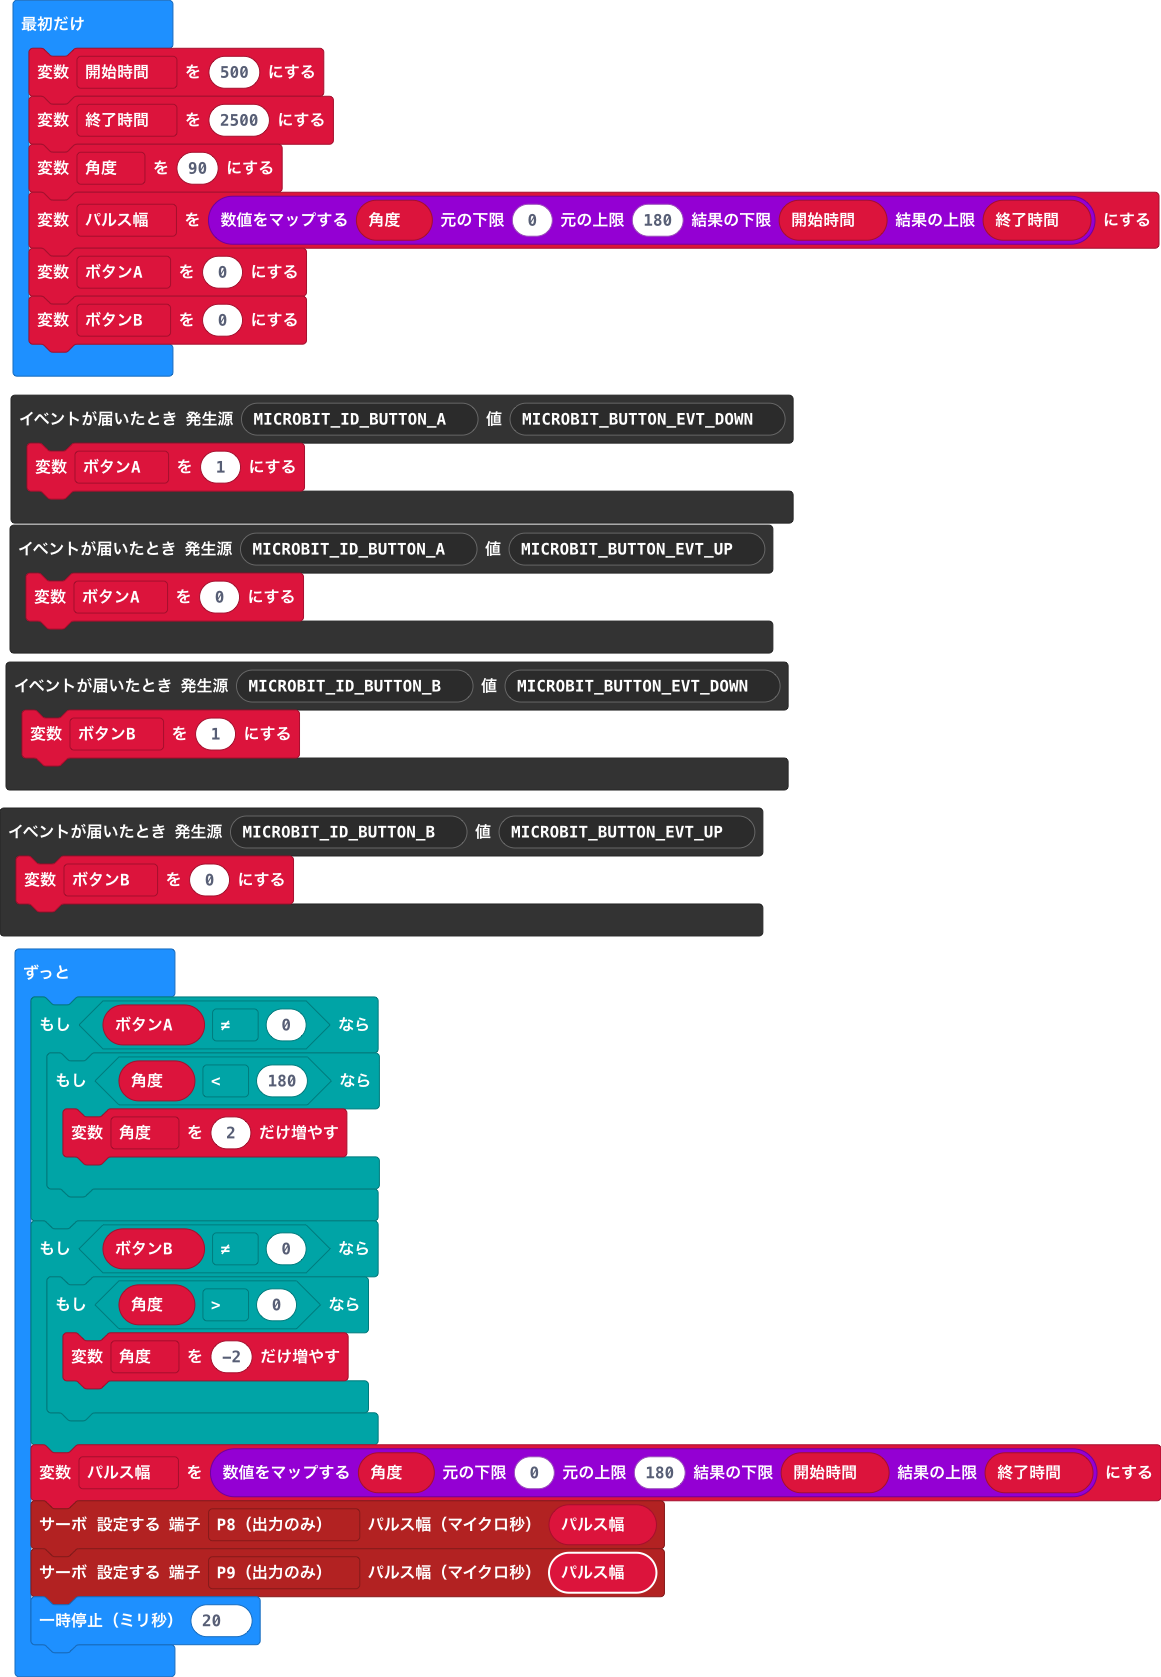 最初だけ
変数 開始時間 を 500 にする
変数 終了時間 を 2500 にする
変数 角度 を 90 にする
変数 パルス幅 を 数値をマップする 角度 元の下限 0 元の上限 180 結果の下限 開始時間 結果の上限 終了時間 にする
変数 ボタンA を 0 にする
変数 ボタンB を 0 にする
イベントが届いたとき 発生源 MICROBIT_ID_BUTTON_A 値 MICROBIT_BUTTON_EVT_DOWN
変数 ボタンA を 1 にする
イベントが届いたとき 発生源 MICROBIT_ID_BUTTON_A 値 MICROBIT_BUTTON_EVT_UP
変数 ボタンA を 0 にする
イベントが届いたとき 発生源 MICROBIT_ID_BUTTON_B 値 MICROBIT_BUTTON_EVT_DOWN
変数 ボタンB を 1 にする
イベントが届いたとき 発生源 MICROBIT_ID_BUTTON_B 値 MICROBIT_BUTTON_EVT_UP
変数 ボタンB を 0 にする
ずっと
もし ボタンA ≠ 0 なら
もし 角度 < 180 なら
変数 角度 を 2 だけ増やす
もし ボタンB ≠ 0 なら
もし 角度 > 0 なら
変数 角度 を −2 だけ増やす
変数 パルス幅 を 数値をマップする 角度 元の下限 0 元の上限 180 結果の下限 開始時間 結果の上限 終了時間 にする
サーボ 設定する 端子 P8（出力のみ） パルス幅（マイクロ秒） パルス幅
サーボ 設定する 端子 P9（出力のみ） パルス幅（マイクロ秒） パルス幅
一時停止（ミリ秒） 20